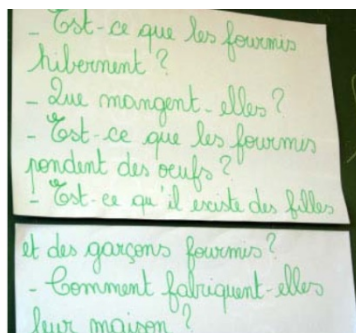 - Est-ce que les fourmis
hibernent ?
- Que mangent-elles ?
- Est-ce que les fourmis
pondent des oeufs ?
- Est-ce qu'il existe des filles
et des garçons fourmis ?
- Comment fabriquent-elles
leur maison ?